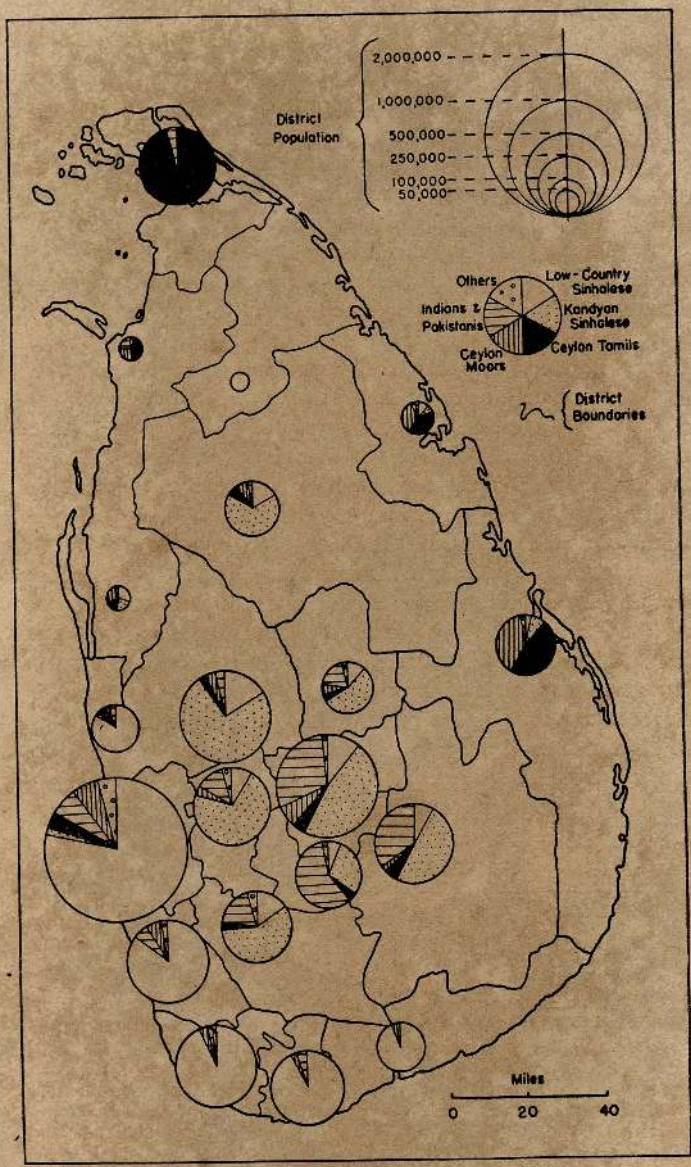 District
Population
2,000,000
1,000,000
500,000
250,000
100,000
50,000
Others
Low-Country
Sinhalese
Indians &
Pakistanis
Kandyan
Sinhalese
Ceylon
Moors
Ceylon Tamils
District
Boundaries
Miles
0 20 40